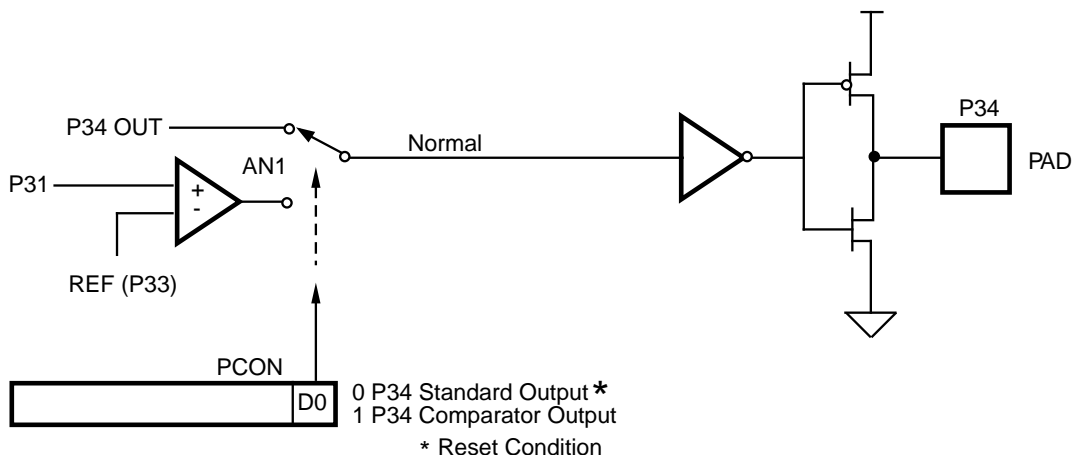 P34 OUT
Normal
P34
AN1
PAD
P31
+
-
REF (P33)
PCON
D0
0 P34 Standard Output *
1 P34 Comparator Output
* Reset Condition